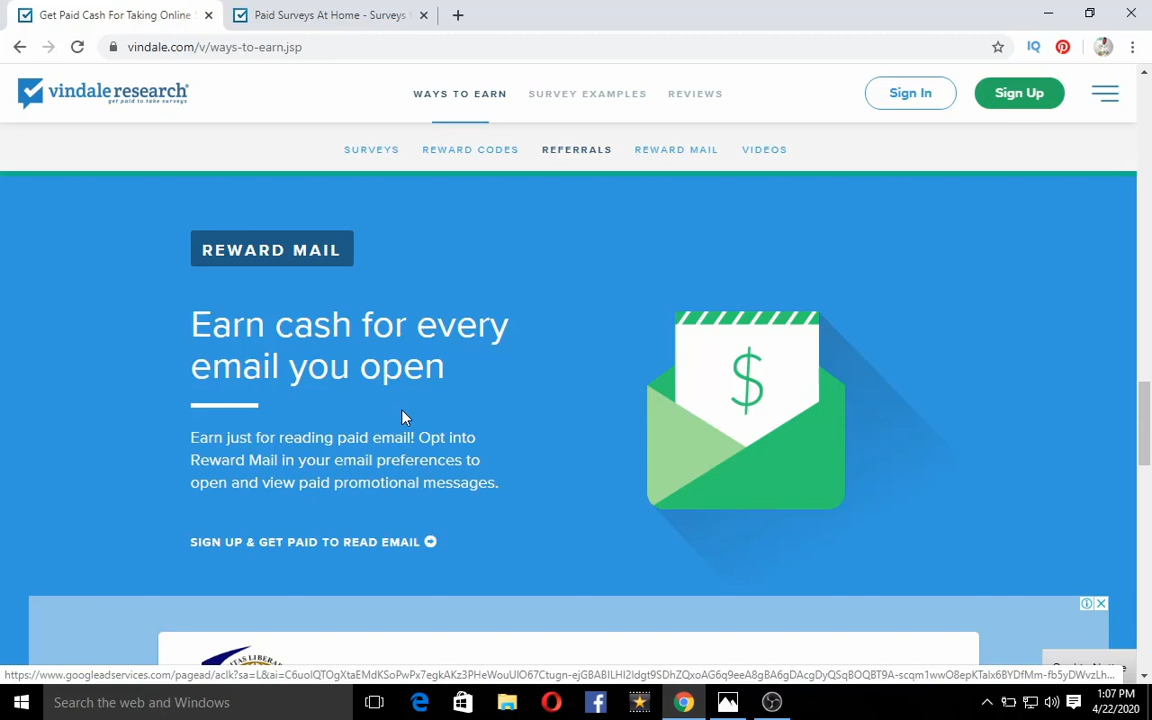 Get Paid Cash For Taking Online
Paid Surveys At Home - Surveys
vindale.com/v/ways-to-earn.jsp
IQ
vindaleresearch
get paid to take surveys
WAYS TO EARN
SURVEY EXAMPLES
REVIEWS
Sign In
Sign Up
SURVEYS
REWARD CODES
REFERRALS
REWARD MAIL
VIDEOS
REWARD MAIL
Earn cash for every
email you open
Earn just for reading paid email! Opt into
Reward Mail in your email preferences to
open and view paid promotional messages.
SIGN UP & GET PAID TO READ EMAIL
$
Search the web and Windows
1:07 PM
4/22/2020